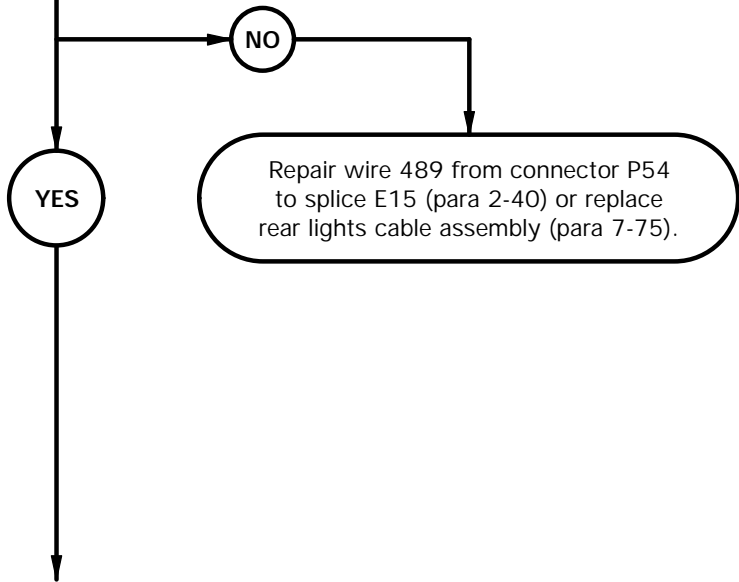 NO
YES
Repair wire 489 from connector P54
to splice E15 (para 2-40) or replace
rear lights cable assembly (para 7-75).